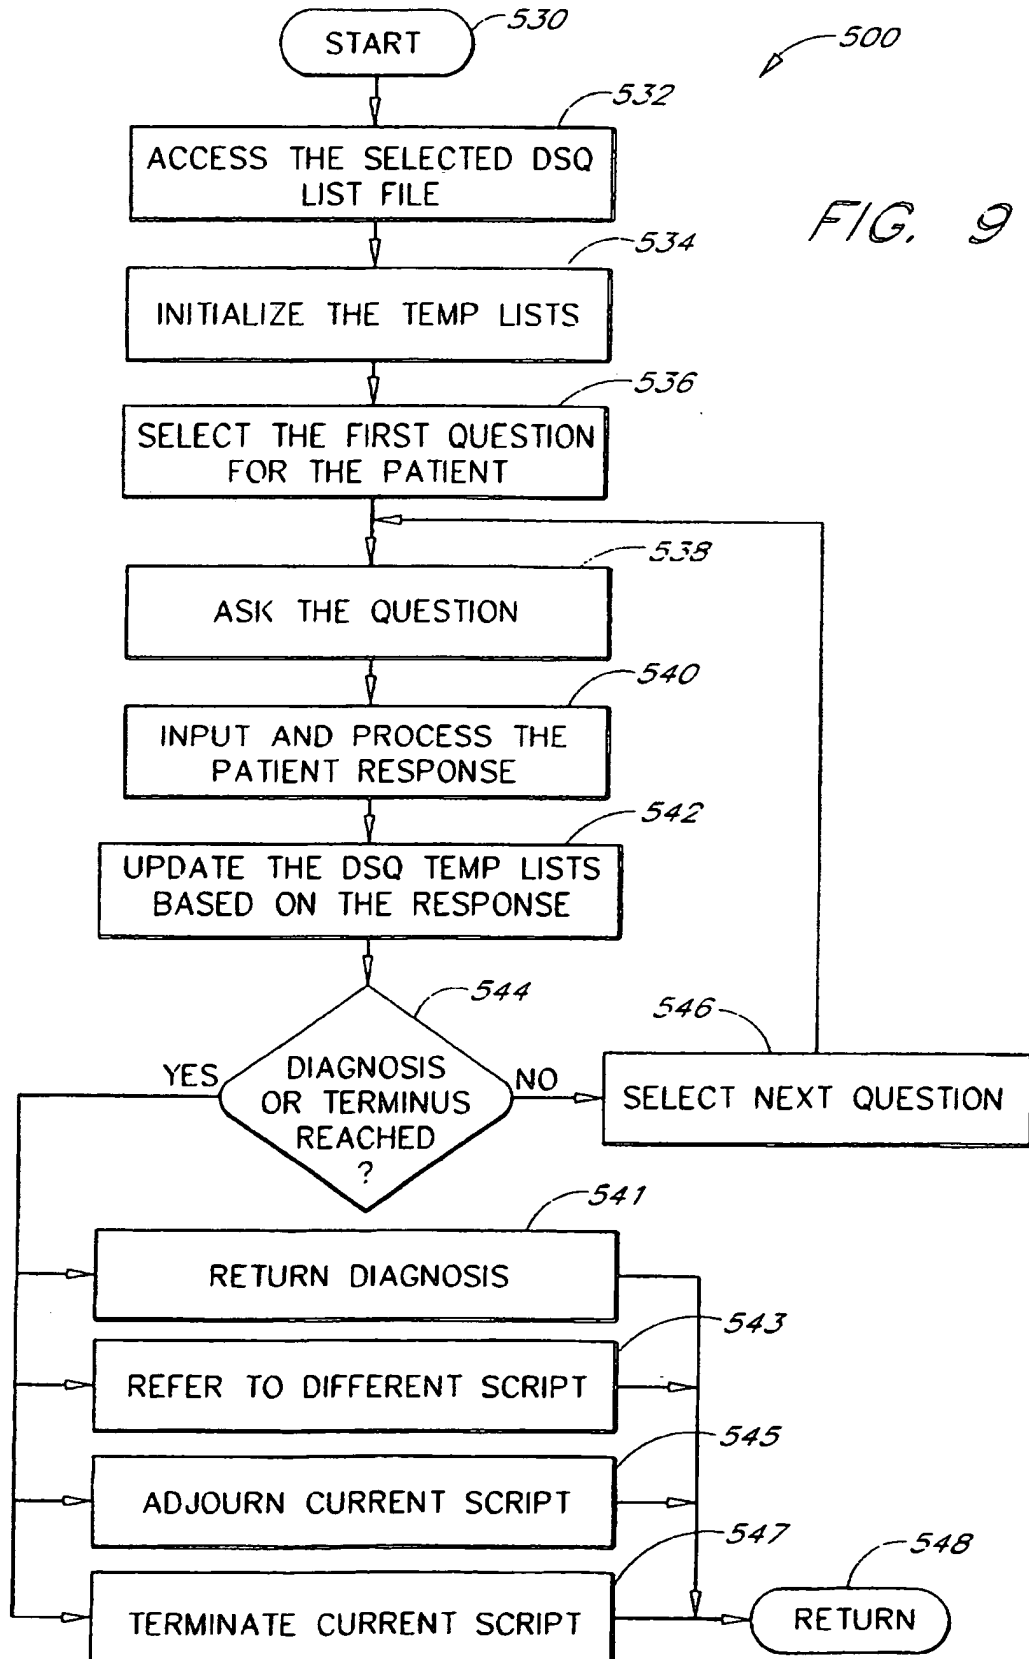 START
530
500
532
ACCESS THE SELECTED DSQ
LIST FILE
FIG. 9
534
INITIALIZE THE TEMP LISTS
536
SELECT THE FIRST QUESTION
FOR THE PATIENT
538
ASK THE QUESTION
540
INPUT AND PROCESS THE
PATIENT RESPONSE
542
UPDATE THE DSQ TEMP LISTS
BASED ON THE RESPONSE
544
DIAGNOSIS
OR TERMINUS
REACHED
?
YES
NO
546
SELECT NEXT QUESTION
541
RETURN DIAGNOSIS
543
REFER TO DIFFERENT SCRIPT
545
ADJOURN CURRENT SCRIPT
547
TERMINATE CURRENT SCRIPT
548
RETURN